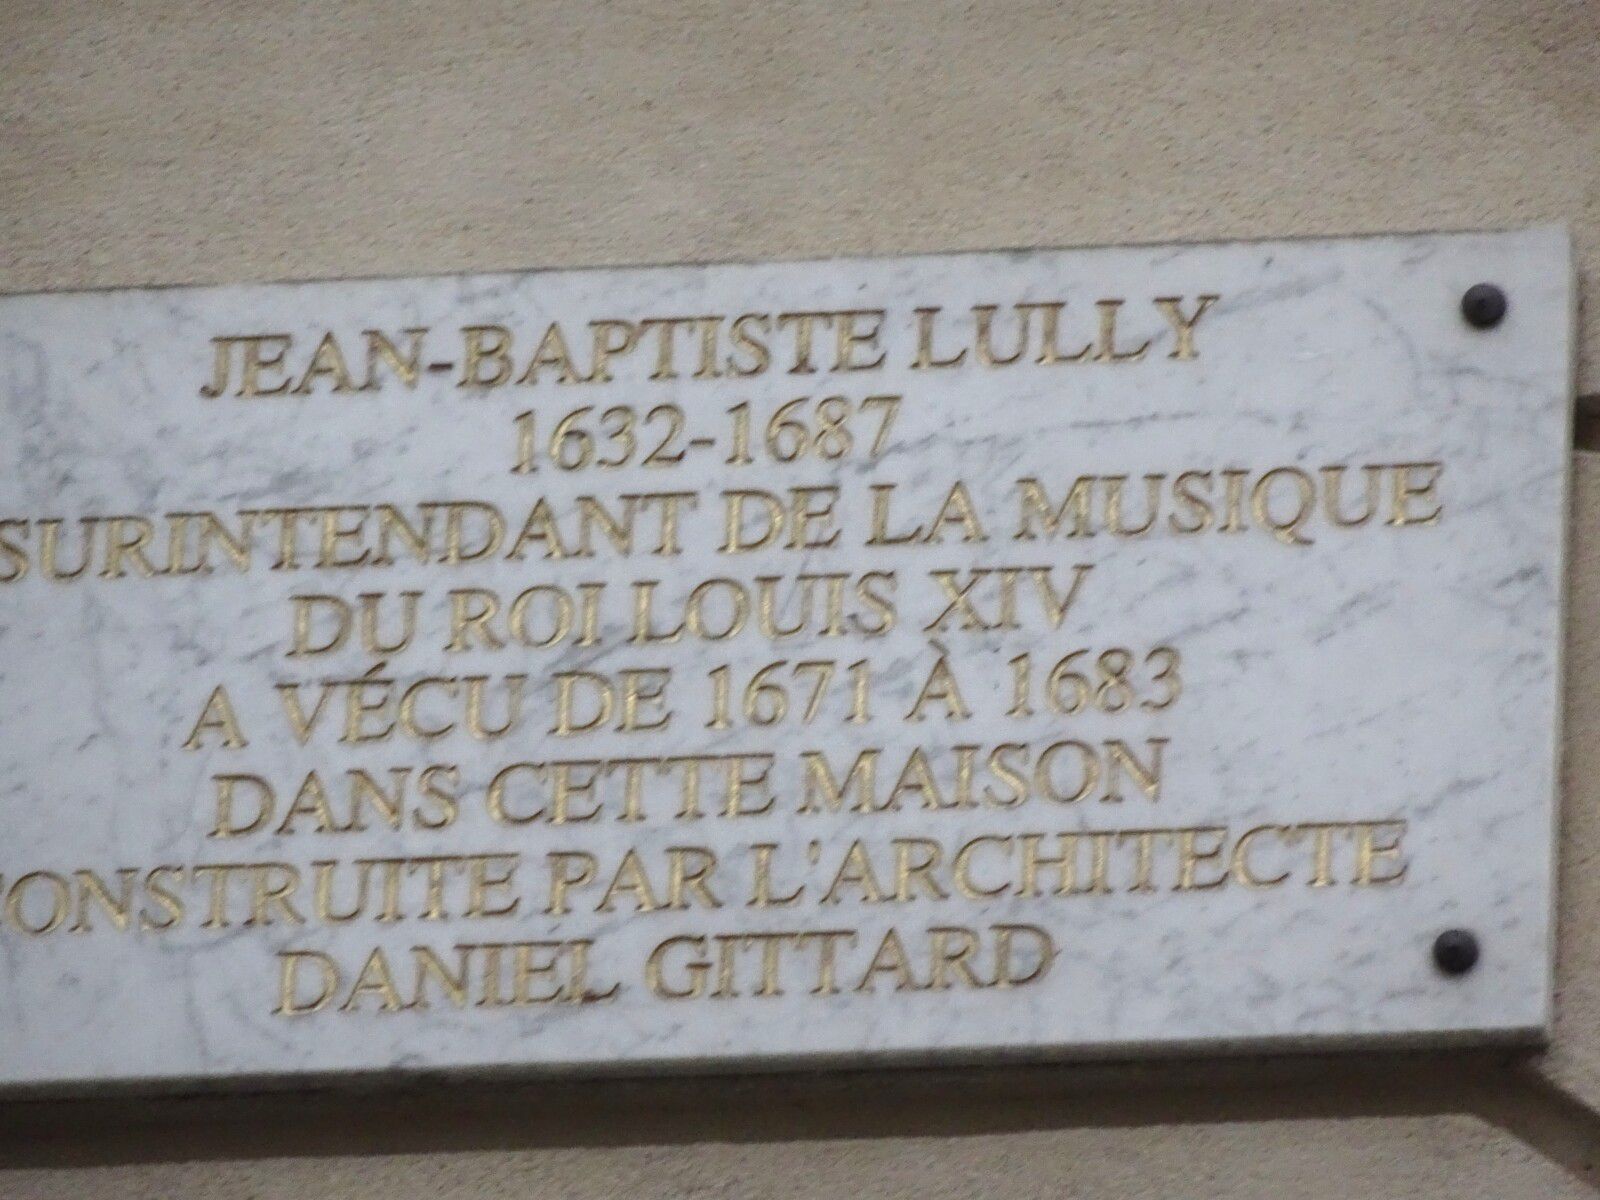 JEAN-BAPTISTE LULLY
1632-1687
SURINTENDANT DE LA MUSIQUE
DU ROI LOUIS XIV
A VÉCU DE 1671 À 1683
DANS CETTE MAISON
CONSTRUITE PAR L'ARCHITECTE
DANIEL GITTARD